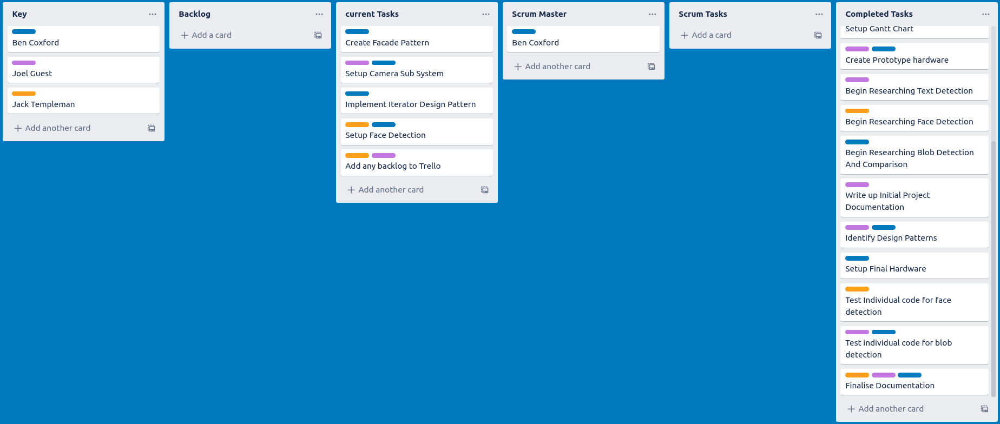 Key
Ben Coxford
Joel Guest
Jack Templeman
Add another card
Backlog
Add a card
current Tasks
Create Facade Pattern
Setup Camera Sub System
Implement Iterator Design Pattern
Setup Face Detection
Add any backlog to Trello
Add another card
Scrum Master
Ben Coxford
Add another card
Scrum Tasks
Add a card
Completed Tasks
Setup Gantt Chart
Create Prototype hardware
Begin Researching Text Detection
Begin Researching Face Detection
Begin Researching Blob Detection
And Comparison
Write up Initial Project
Documentation
Identify Design Patterns
Setup Final Hardware
Test Individual code for face
detection
Test individual code for blob
detection
Finalise Documentation
Add another card